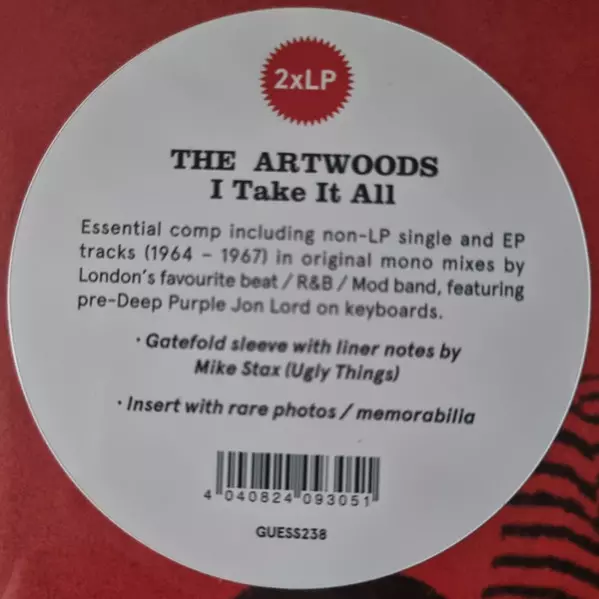 2xLP
THE ARTWOODS
I Take It All
Essential comp including non-LP single and EP
tracks (1964 – 1967) in original mono mixes by
London's favourite beat / R&B / Mod band, featuring
pre-Deep Purple Jon Lord on keyboards.
· Gatefold sleeve with liner notes by
Mike Stax (Ugly Things)
· Insert with rare photos / memorabilia
4 040824 093051
GUESS238